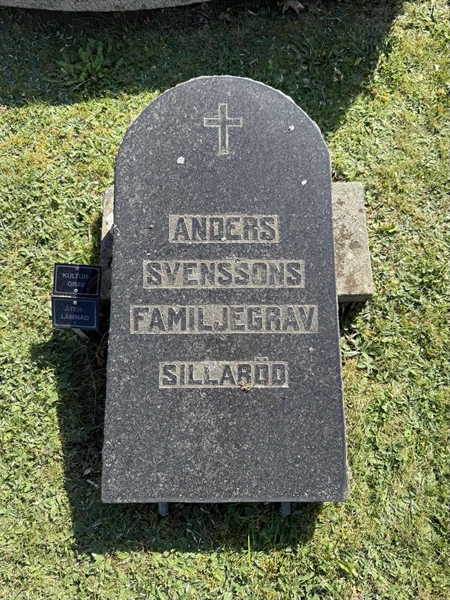 ANDERS
SVENSSONS
FAMILJEGRAV
SILLARÖD
KULTUR-
GRAV
ÅTER-
LÄMNAD